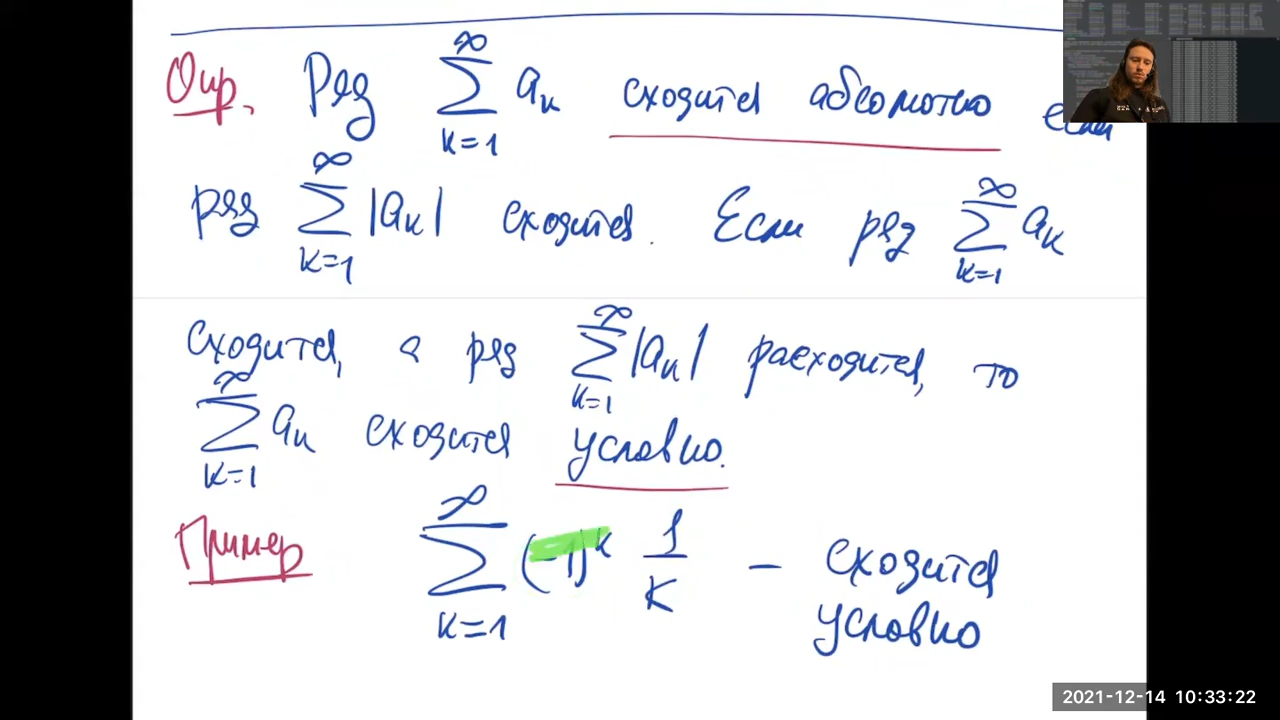 Опр. Ряд ∑_{k=1}^{∞} a_k сходится абсолютно если
ряд ∑_{k=1}^{∞} |a_k| сходится. Если ряд ∑_{k=1}^{∞} a_k
сходится, а ряд ∑_{k=1}^{∞} |a_k| расходится, то
∑_{k=1}^{∞} a_k сходится условно.
Пример ∑_{k=1}^{∞} (-1)^k 1/k – сходится
условно
2021-12-14 10:33:22